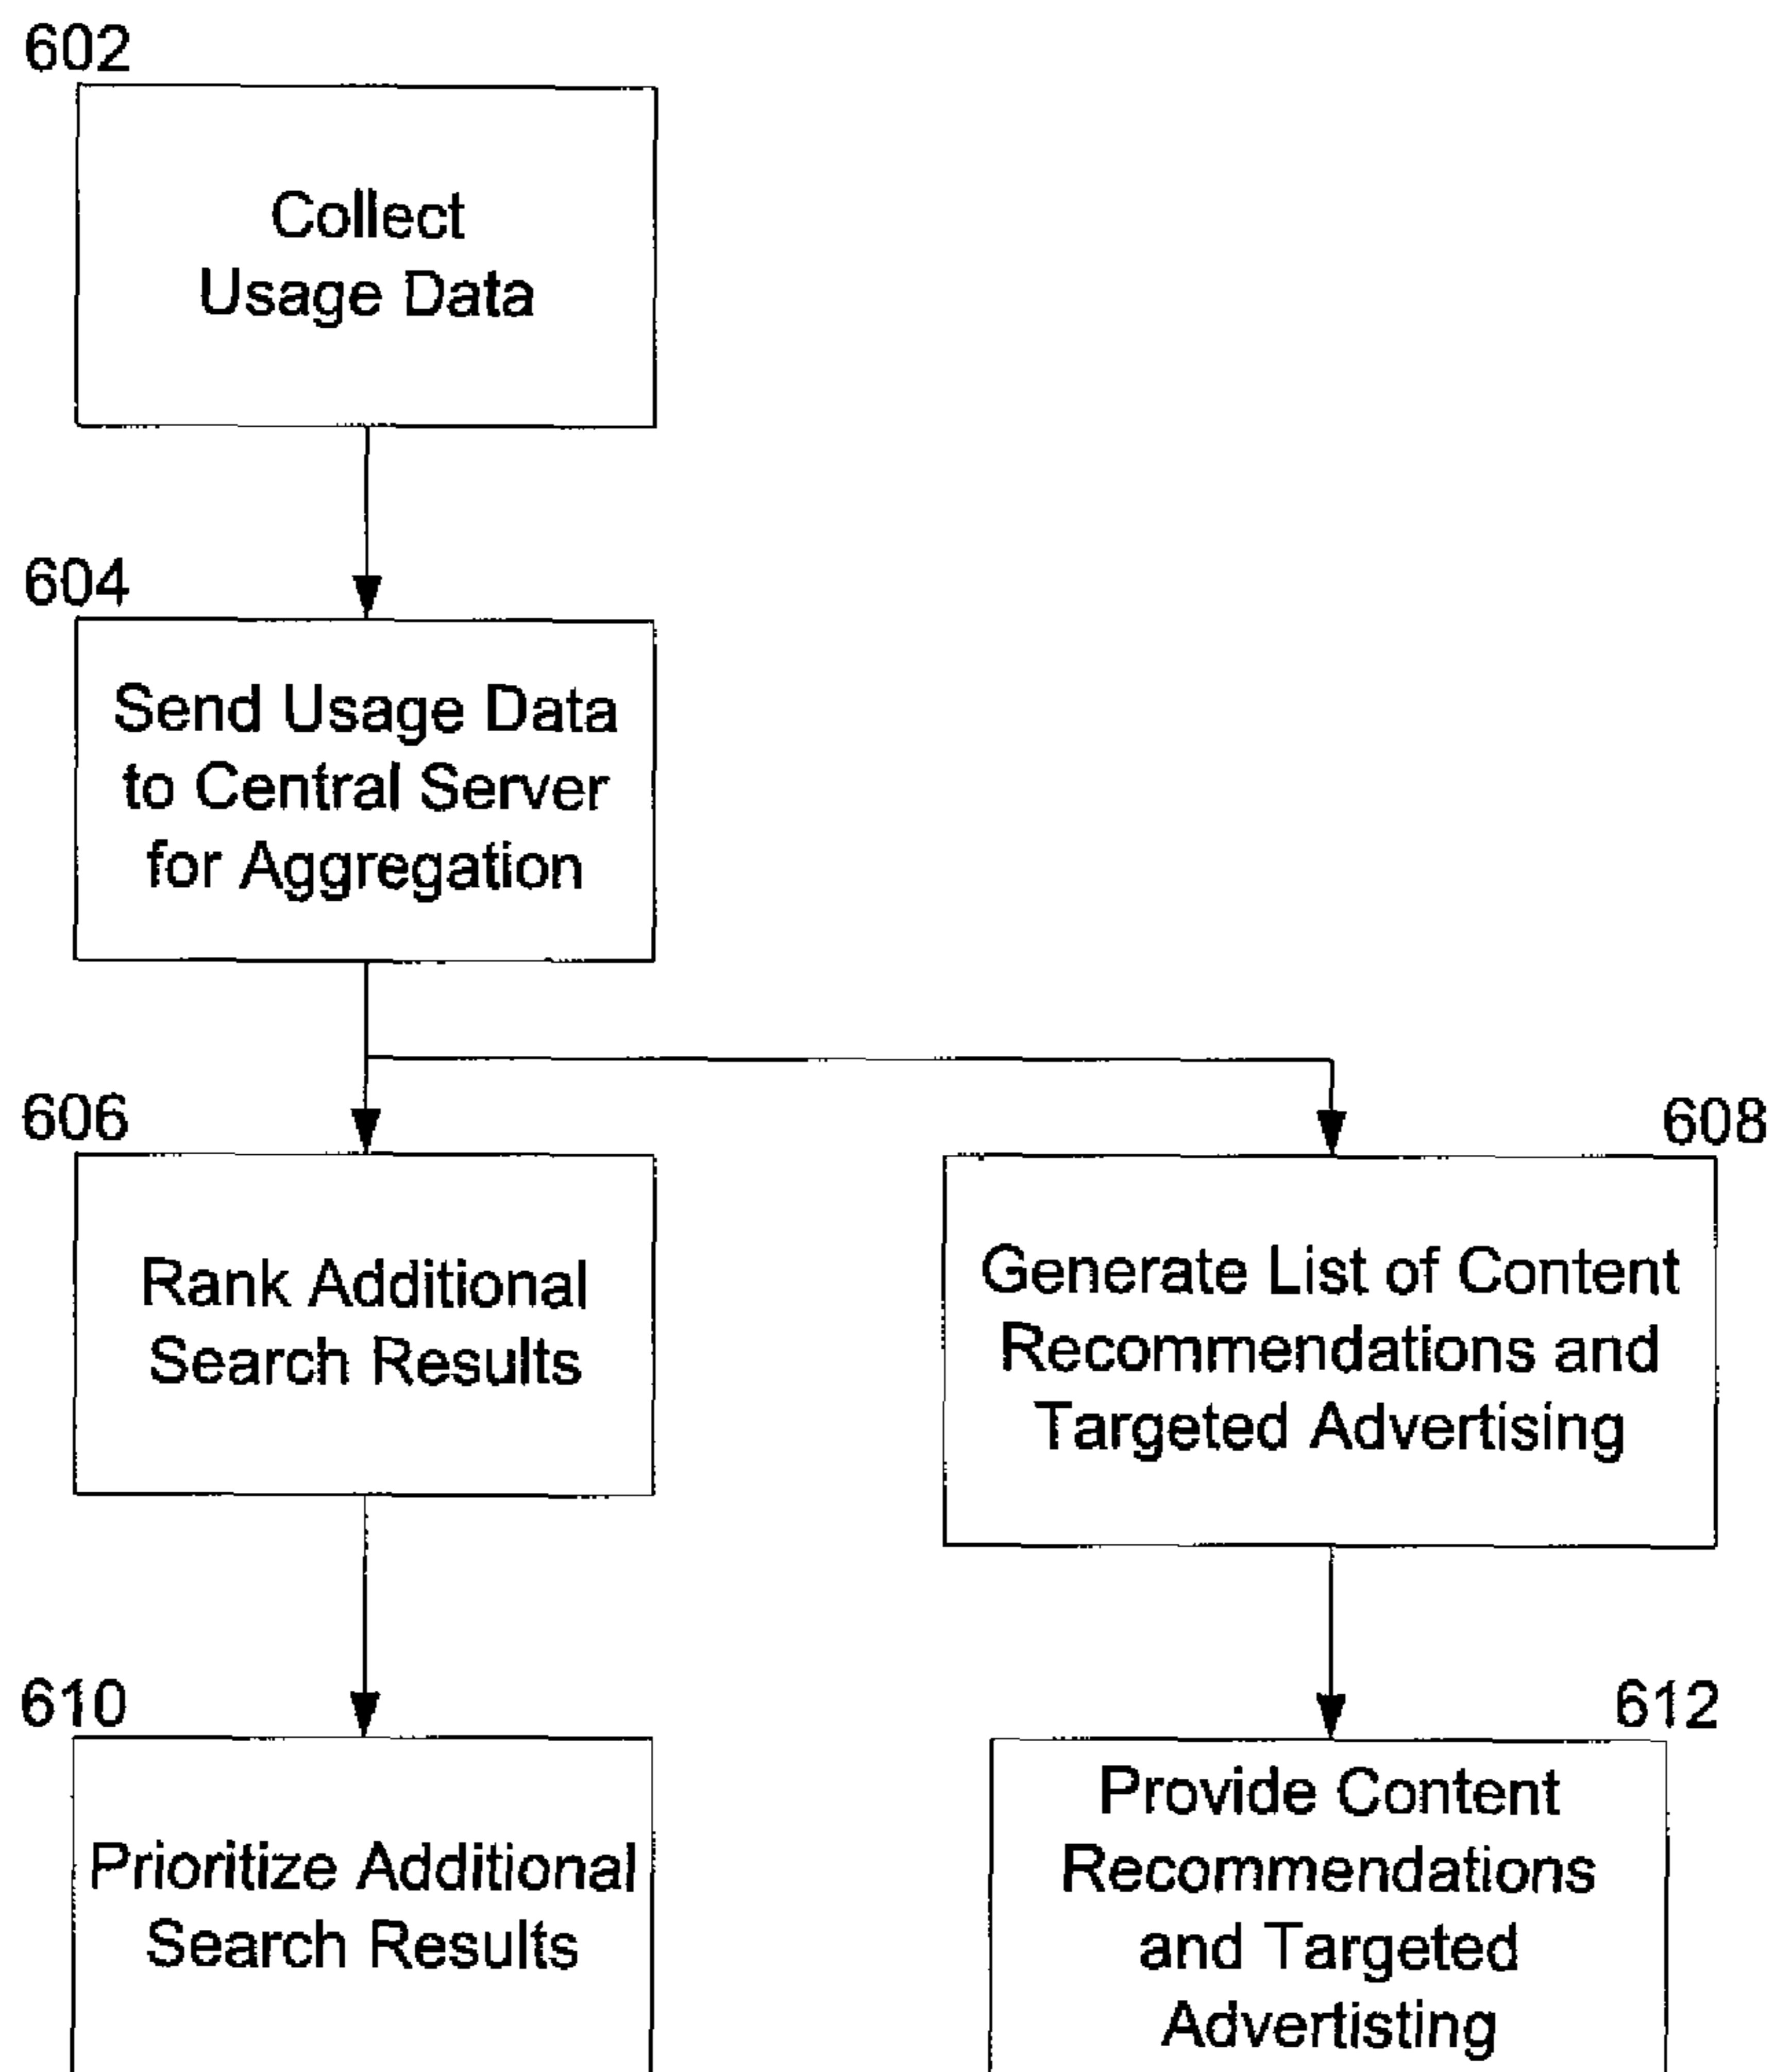 602
Collect
Usage Data
604
Send Usage Data
to Central Server
for Aggregation
606
Rank Additional
Search Results
608
Generate List of Content
Recommendations and
Targeted Advertising
610
Prioritize Additional
Search Results
612
Provide Content
Recommendations
and Targeted
Advertisting